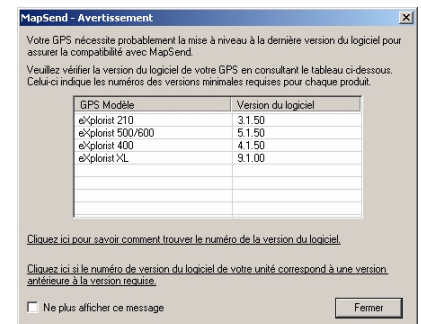 MapSend - Avertissement
Votre GPS nécessite probablement la mise à niveau à la dernière version du logiciel pour
assurer la compatibilité avec MapSend.
Veuillez vérifier la version du logiciel de votre GPS en consultant le tableau ci-dessous.
Celui-ci indique les numéros des versions minimales requises pour chaque produit.
GPS Modèle Version du logiciel
eXplorist 210 3.1.50
eXplorist 500/600 5.1.50
eXplorist 400 4.1.50
eXplorist XL 9.1.00
Cliquez ici pour savoir comment trouver le numéro de la version du logiciel.
Cliquez ici si le numéro de version du logiciel de votre unité correspond à une version
antérieure à la version requise.
Ne plus afficher ce message
Fermer